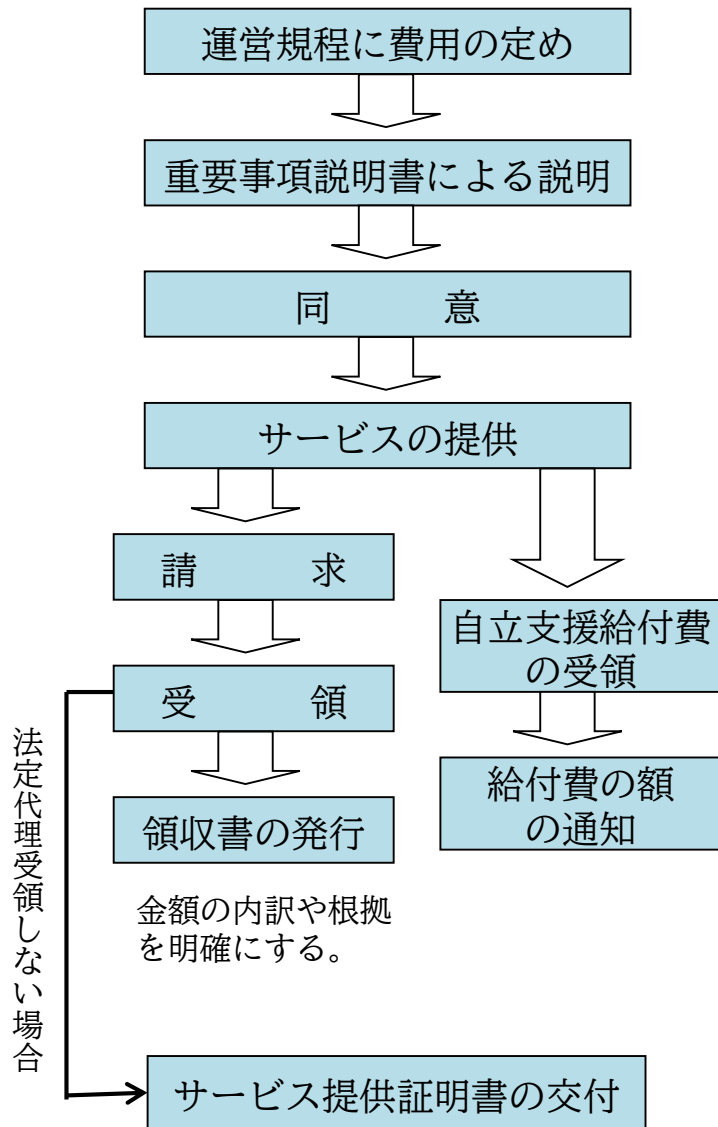 運営規程に費用の定め
重要事項説明書による説明
同　　　意
サービスの提供
請　　　求
受　　　領
領収書の発行
金額の内訳や根拠
を明確にする。
自立支援給付費
の受領
給付費の額
の通知
法定代理受領しない場合
サービス提供証明書の交付